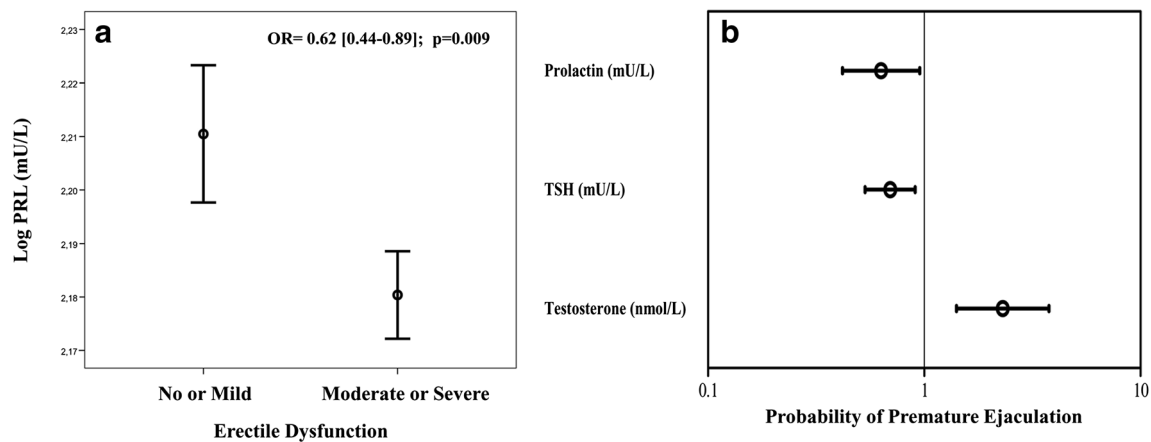 a
OR= 0.62 [0.44-0.89]; p=0.009
Log PRL (mU/L)
2,23
2,22
2,21
2,20
2,19
2,18
2,17
No or Mild
Moderate or Severe
Erectile Dysfunction
b
Prolactin (mU/L)
TSH (mU/L)
Testosterone (nmol/L)
0.1
1
10
Probability of Premature Ejaculation